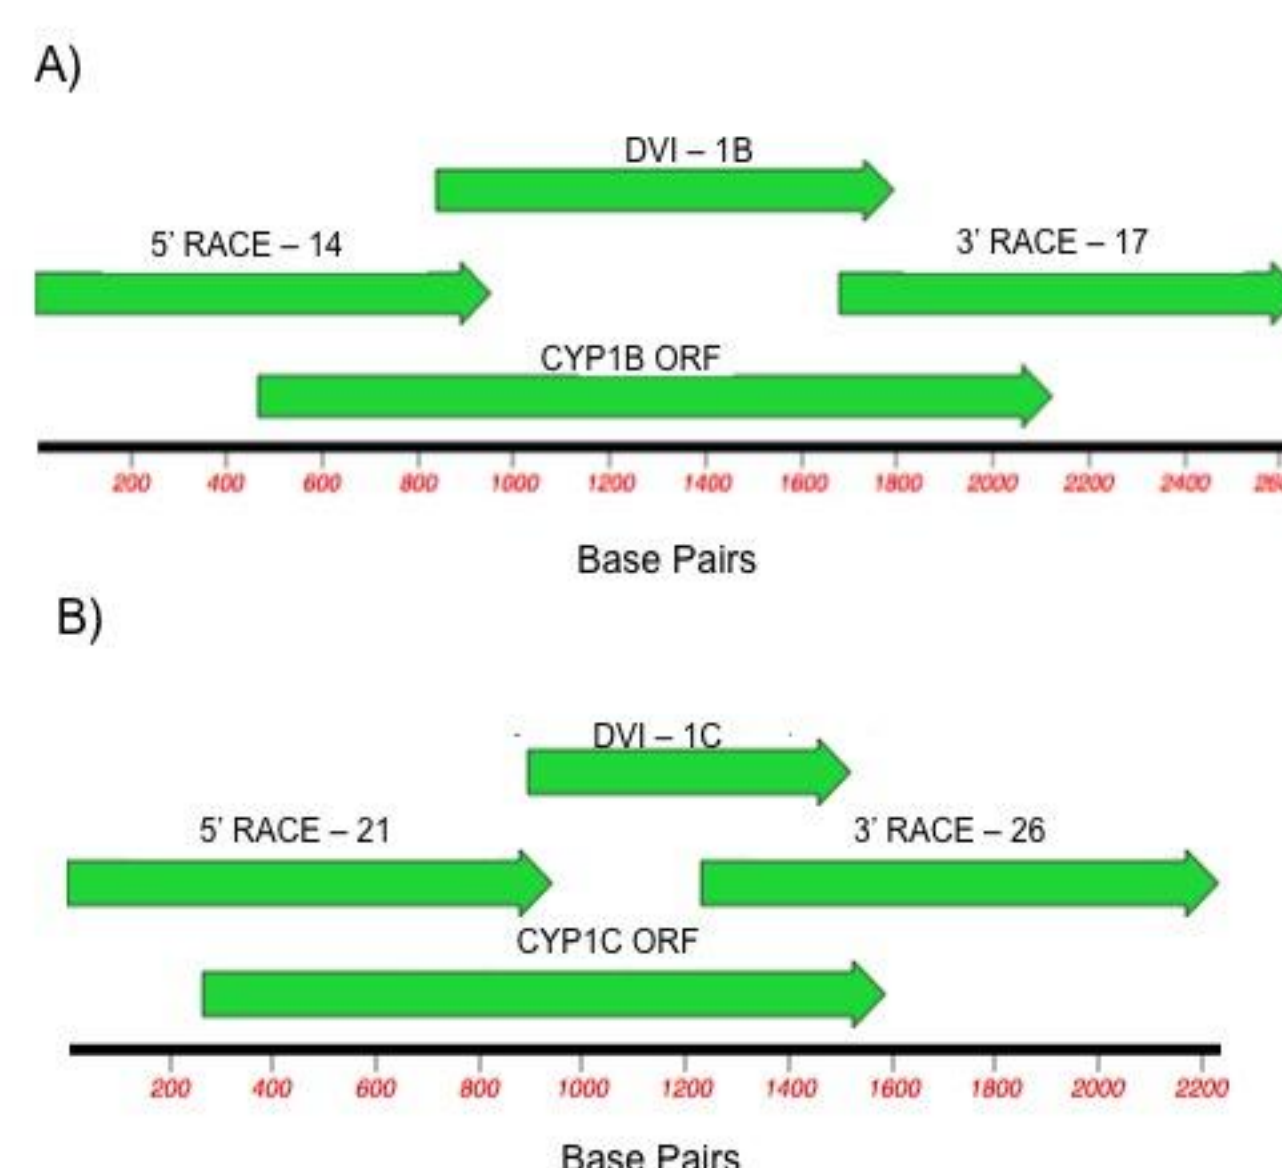 A)
DVI – 1B
5’ RACE – 14
3’ RACE – 17
CYP1B ORF
200 400 600 800 1000 1200 1400 1600 1800 2000 2200 2400
Base Pairs
B)
DVI – 1C
5’ RACE – 21
3’ RACE – 26
CYP1C ORF
200 400 600 800 1000 1200 1400 1600 1800 2000 2200
Base Pairs